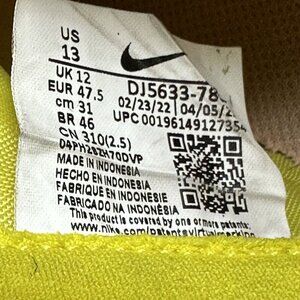 US
13
UK 12
EUR 47.5
cm 31
BR 46
CN 310(2.5)
DJ5633-78
02/23/22 04/05/2
UPC 00196149127354
MADE IN INDONESIA
HECHO EN INDONESIA
FABRIQUE EN INDONESIE
FABRICADO NA INDONÉSIA
This product is covered by one or more patents: